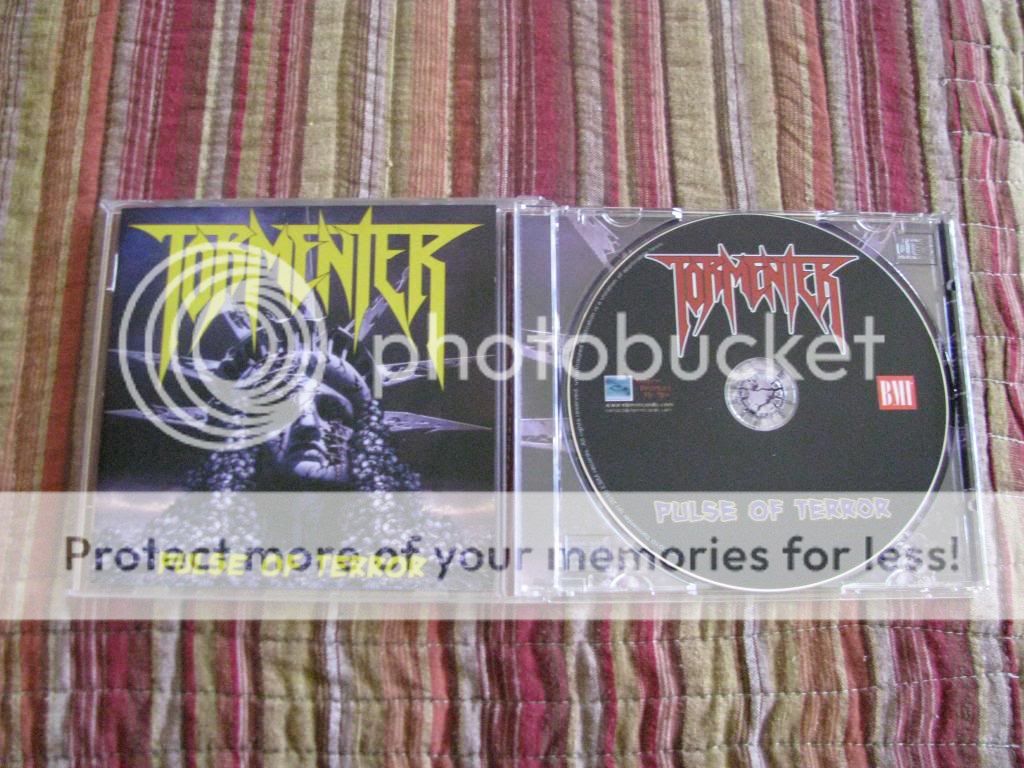 TORMENTER
PULSE OF TERROR
TORMENTER
BMI
PULSE OF TERROR
photobucket
Protect more of your memories for less!